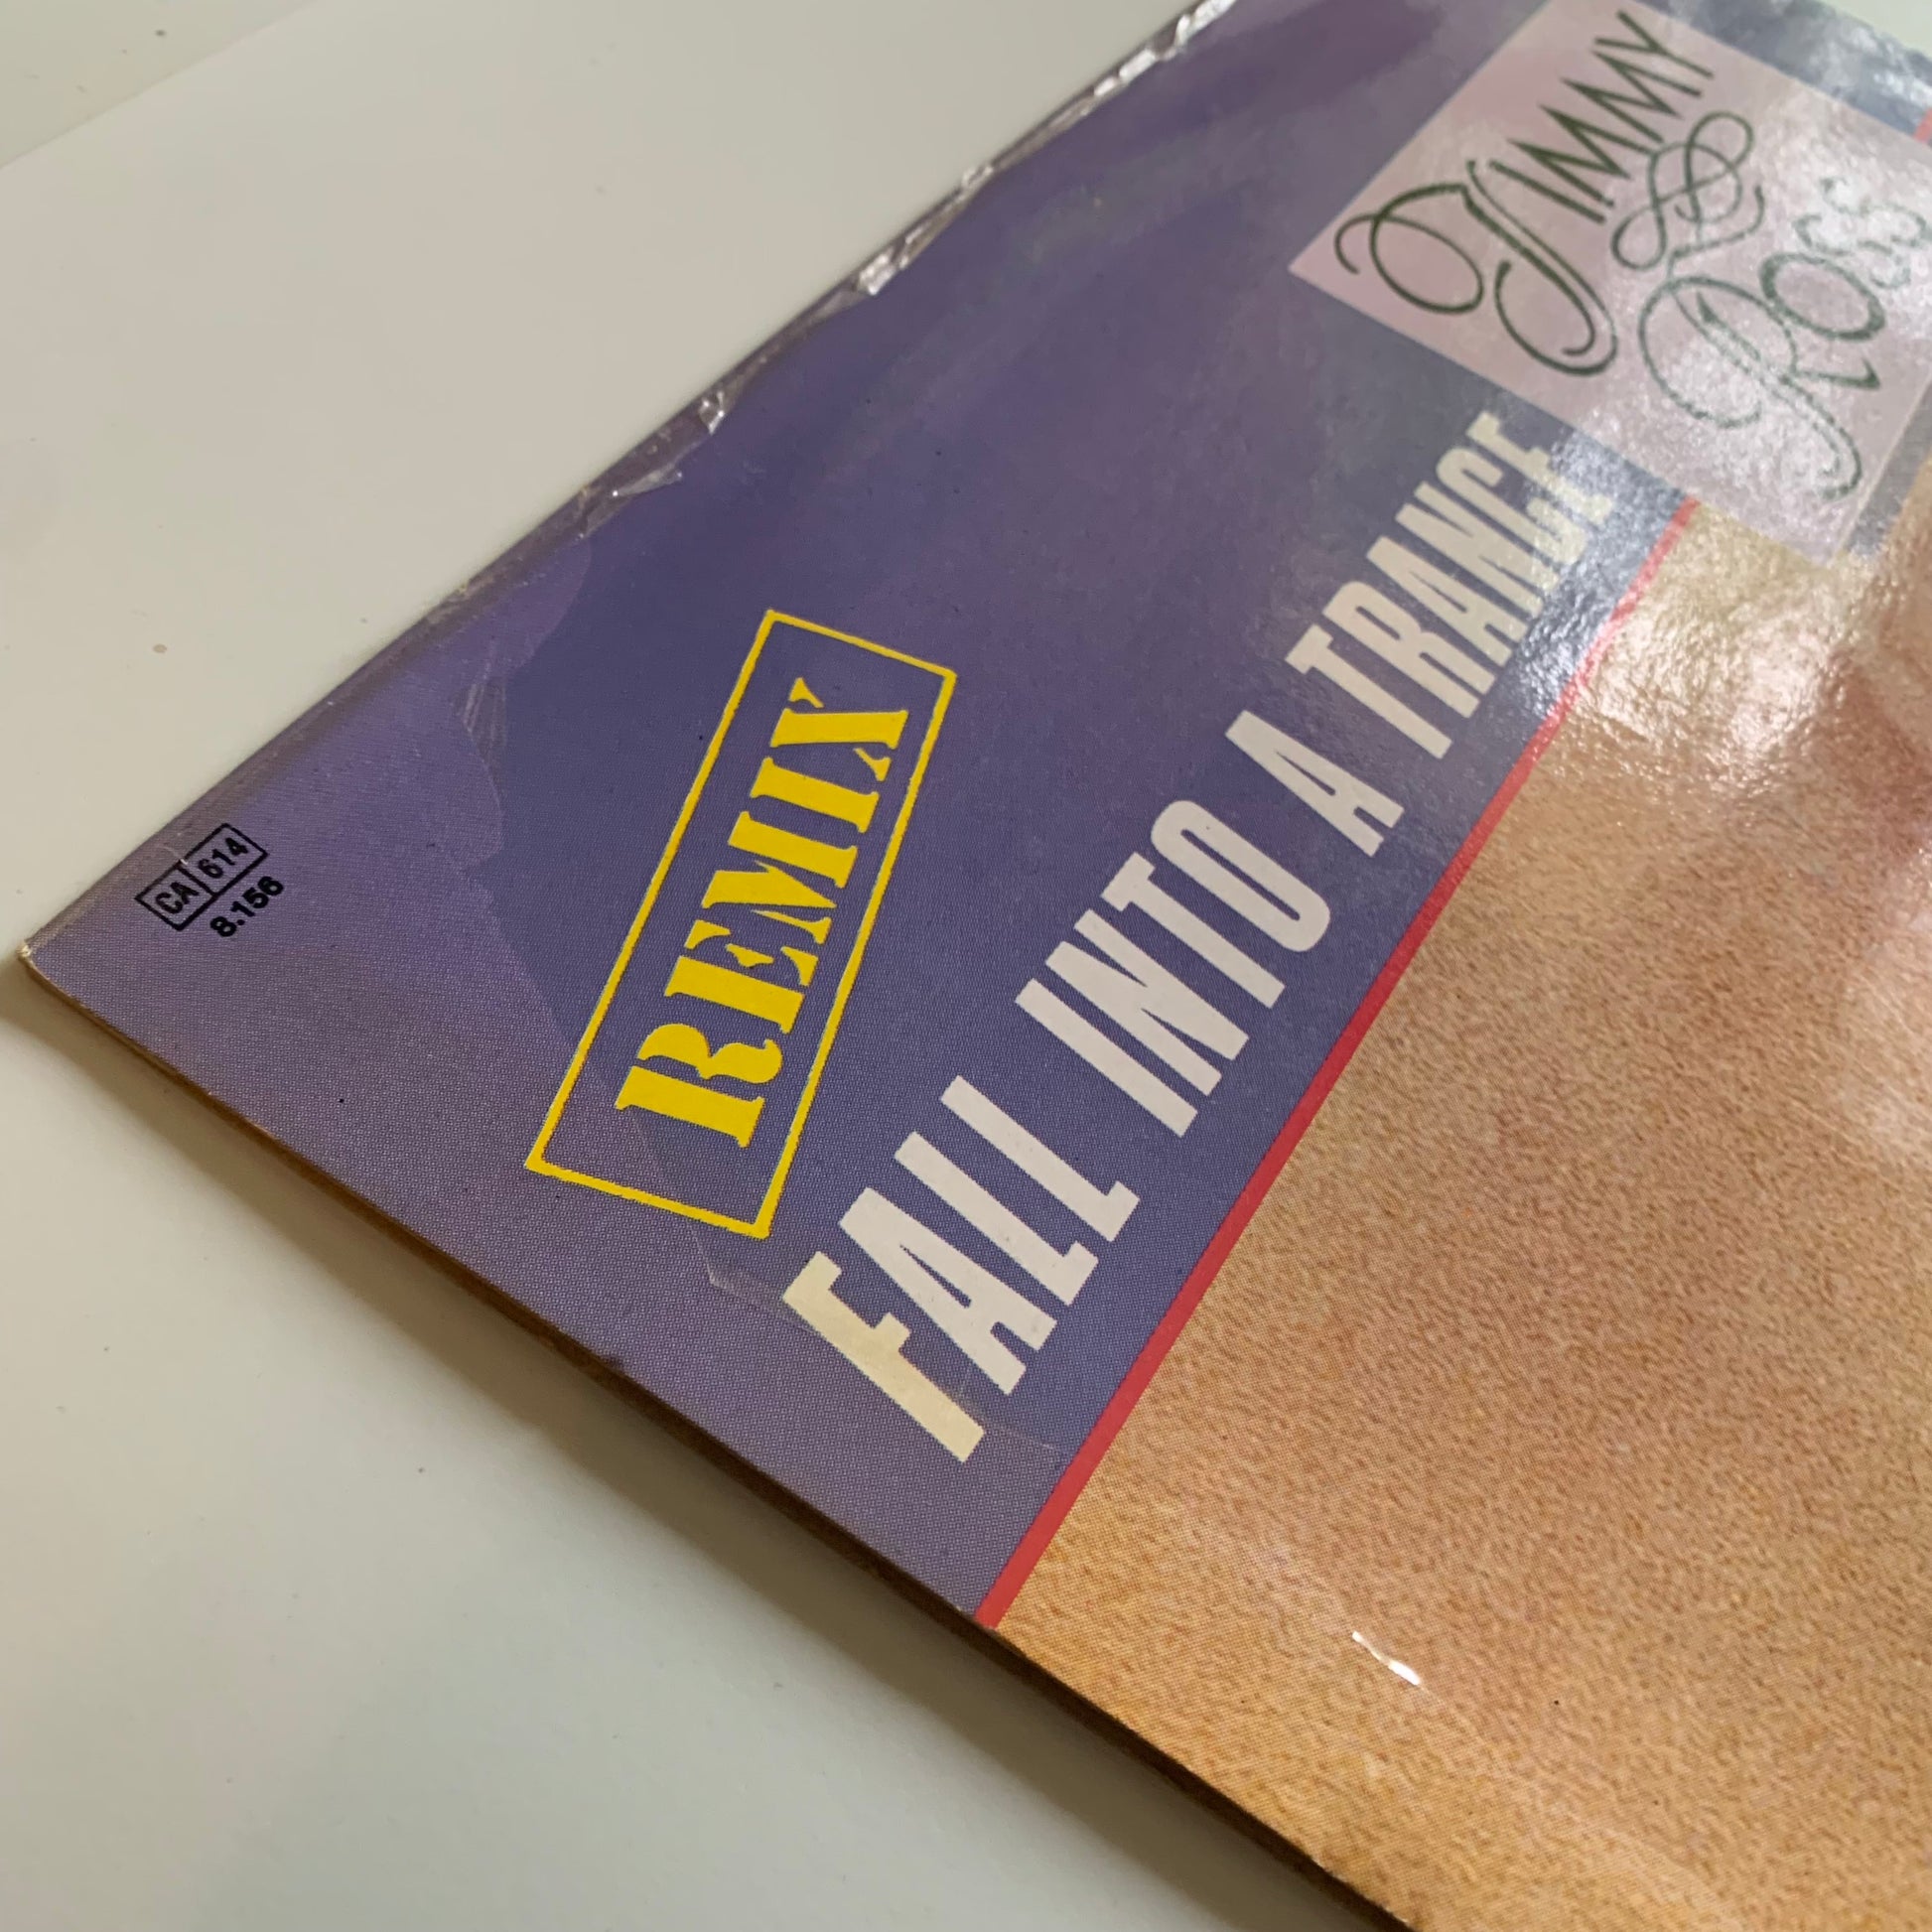 JIMMY
ROSS
FALL INTO A TRANCE
REMIX
CA 614
8.156